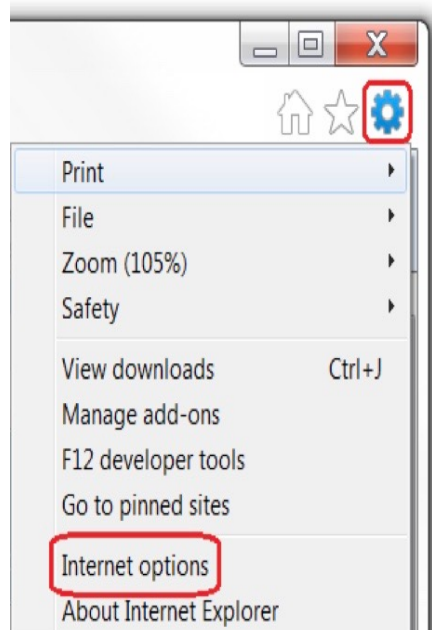 Print
File
Zoom (105%)
Safety
View downloads Ctrl+J
Manage add-ons
F12 developer tools
Go to pinned sites
Internet options
About Internet Explorer